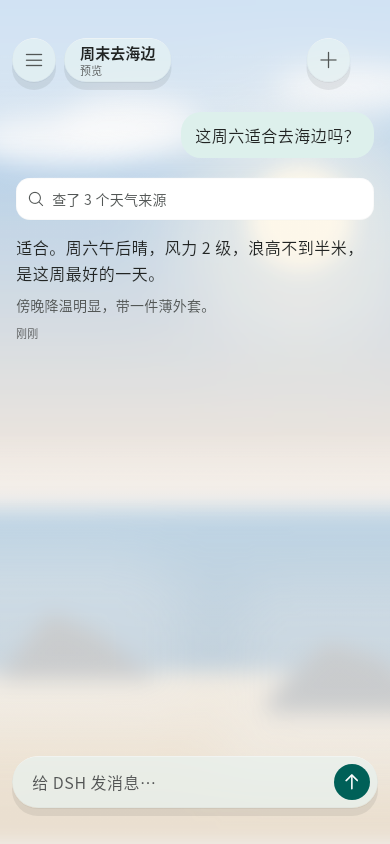 周末去海边
预览
这周六适合去海边吗？
查了 3 个天气来源
适合。周六午后晴，风力 2 级，浪高不到半米，
是这周最好的一天。
傍晚降温明显，带一件薄外套。
刚刚
给 DSH 发消息…